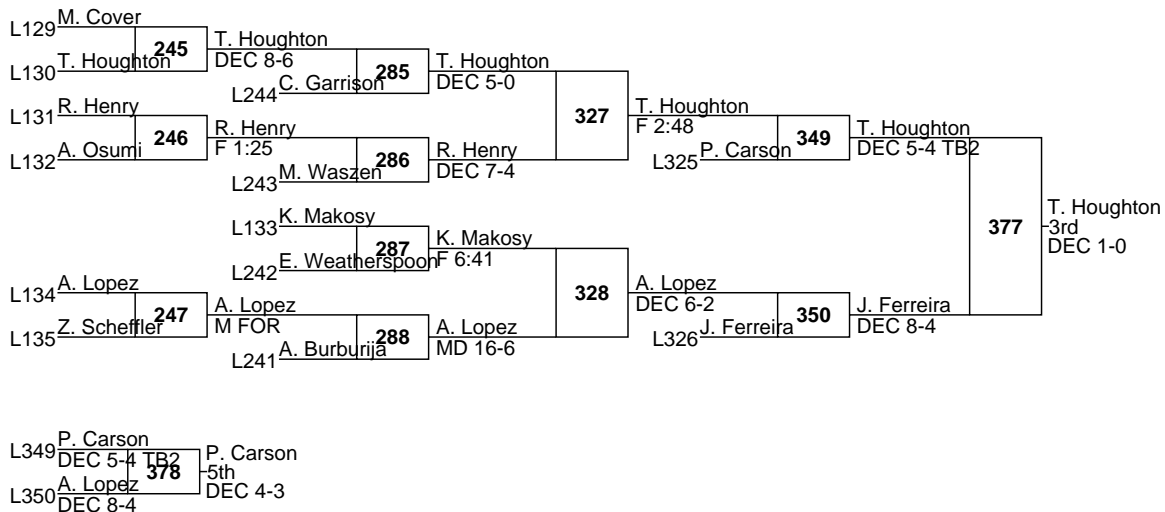 L129 M. Cover
245
L130 T. Houghton
T. Houghton
DEC 8-6
285
L244 C. Garrison
T. Houghton
DEC 5-0
L131 R. Henry
246
L132 A. Osumi
R. Henry
F 1:25
286
L243 M. Waszen
R. Henry
DEC 7-4
327
T. Houghton
F 2:48
349
L325 P. Carson
T. Houghton
DEC 5-4 TB2
L133 K. Makosy
287
L242 E. Weatherspoon
K. Makosy
F 6:41
L134 A. Lopez
247
L135 Z. Scheffler
A. Lopez
M FOR
288
L241 A. Burburija
A. Lopez
MD 16-6
328
A. Lopez
DEC 6-2
350
L326 J. Ferreira
J. Ferreira
DEC 8-4
377
T. Houghton
3rd
DEC 1-0
L349 P. Carson
DEC 5-4 TB2
378
L350 A. Lopez
DEC 8-4
P. Carson
5th
DEC 4-3